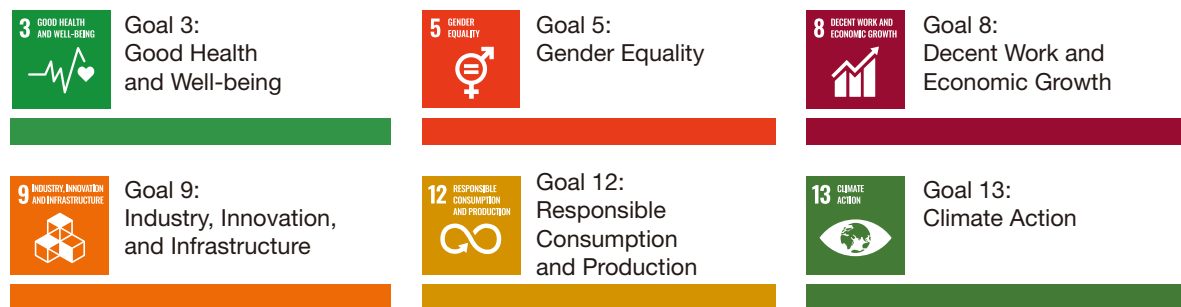 3 GOOD HEALTH
AND WELL-BEING
Goal 3:
Good Health
and Well-being
5 GENDER
EQUALITY
Goal 5:
Gender Equality
8 DECENT WORK AND
ECONOMIC GROWTH
Goal 8:
Decent Work and
Economic Growth
9 INDUSTRY, INNOVATION
AND INFRASTRUCTURE
Goal 9:
Industry, Innovation,
and Infrastructure
12 RESPONSIBLE
CONSUMPTION
AND PRODUCTION
Goal 12:
Responsible
Consumption
and Production
13 CLIMATE
ACTION
Goal 13:
Climate Action